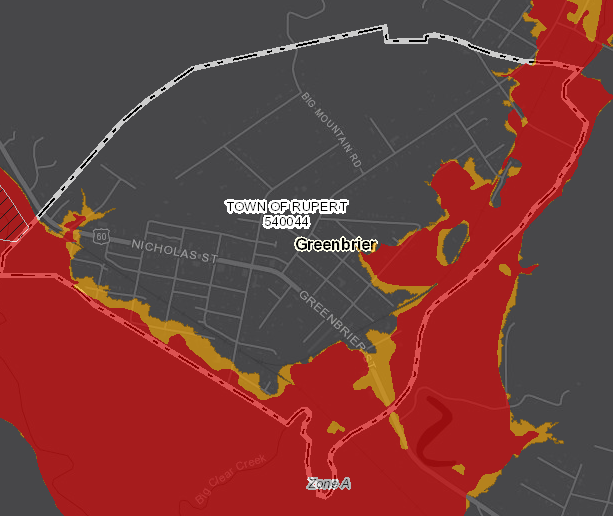 BIG MOUNTAIN RD
TOWN OF RUPERT
540044
Greenbrier
60
NICHOLAS ST
GREENBRIER
Big Clear Creek
Zone A